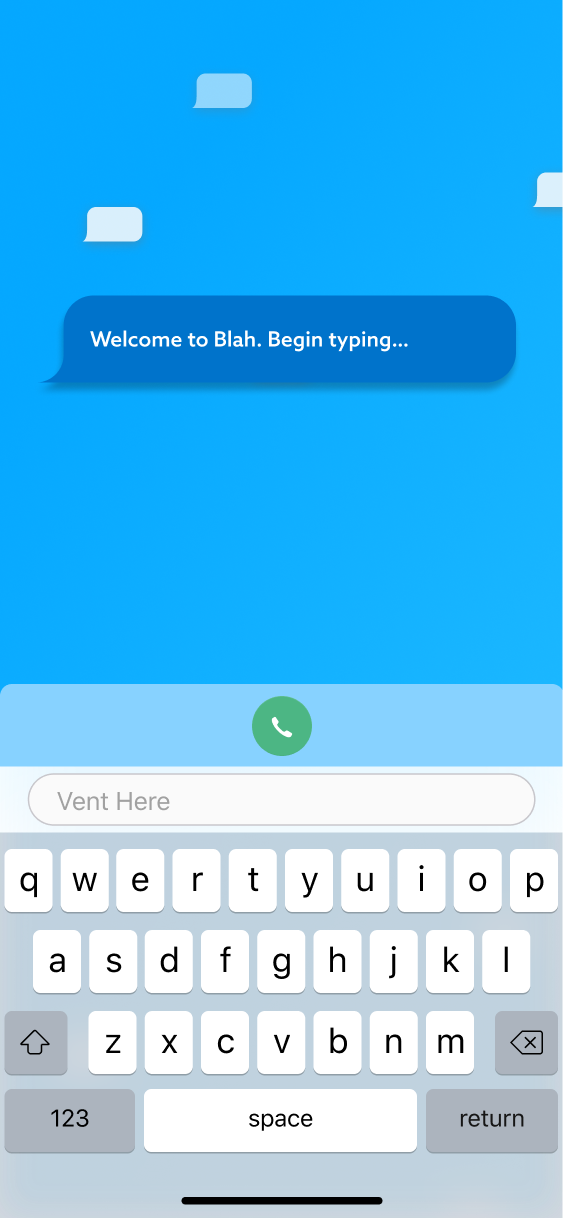 Welcome to Blah. Begin typing...
Vent Here
q w e r t y u i o p
a s d f g h j k l
z x c v b n m
123 space return